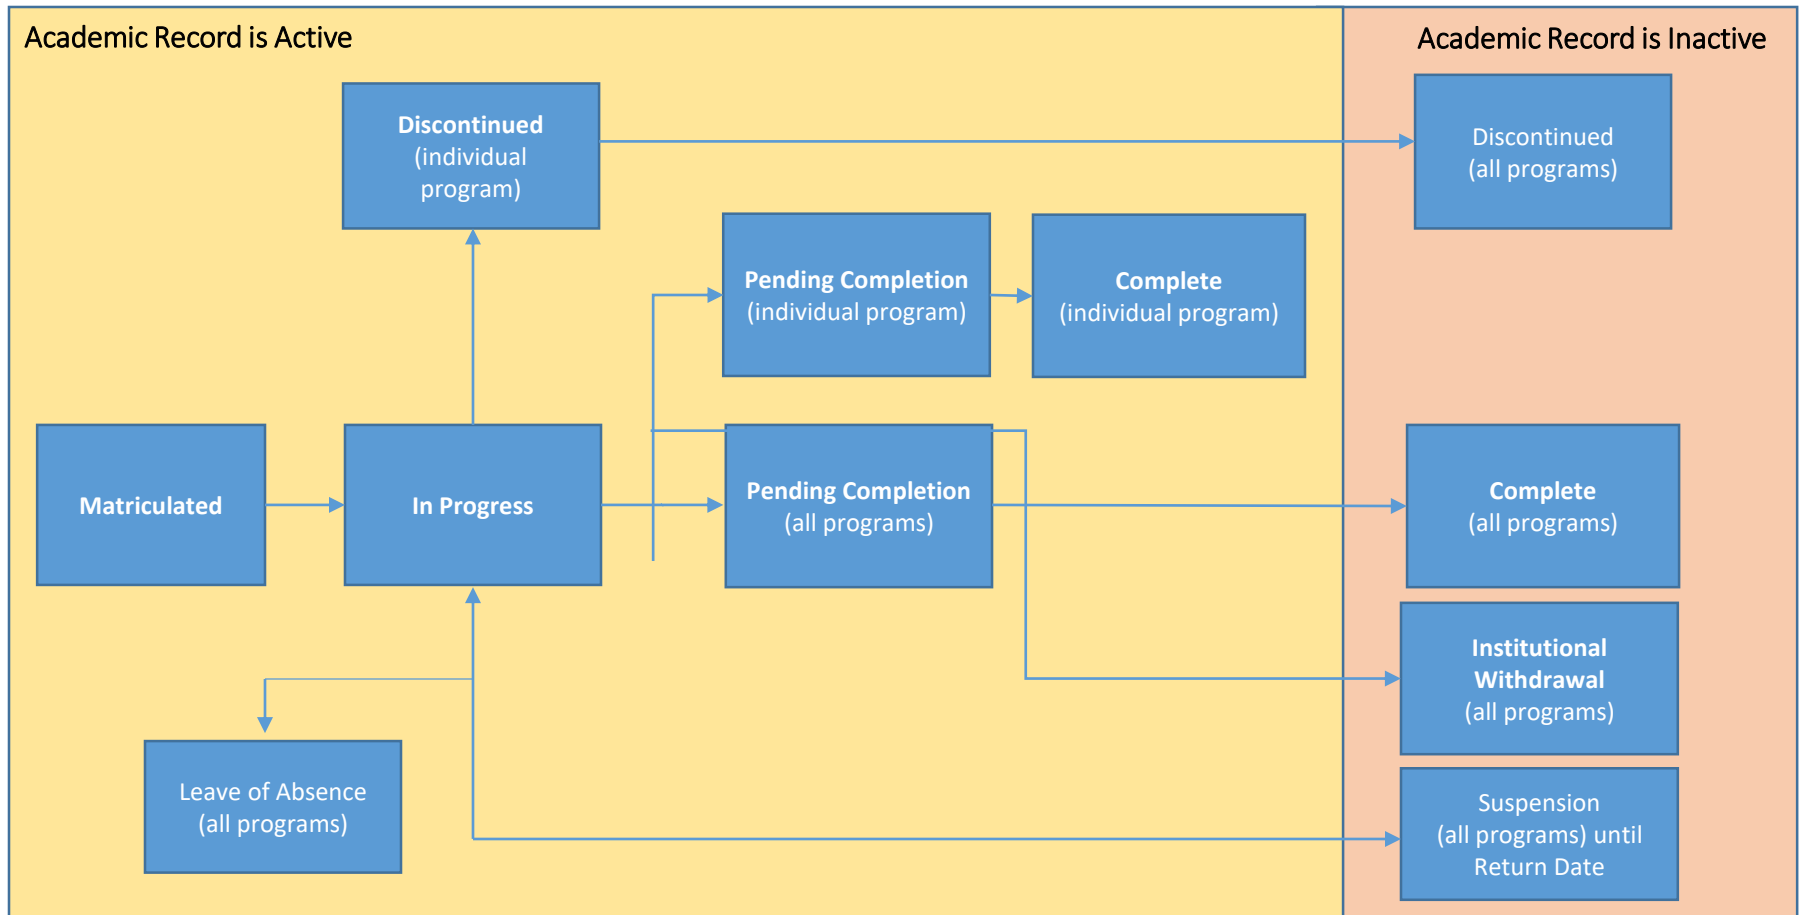 Academic Record is Active
Academic Record is Inactive
Discontinued
(individual
program)
Discontinued
(all programs)
Pending Completion
(individual program)
Complete
(individual program)
Matriculated
In Progress
Pending Completion
(all programs)
Complete
(all programs)
Institutional
Withdrawal
(all programs)
Leave of Absence
(all programs)
Suspension
(all programs) until
Return Date